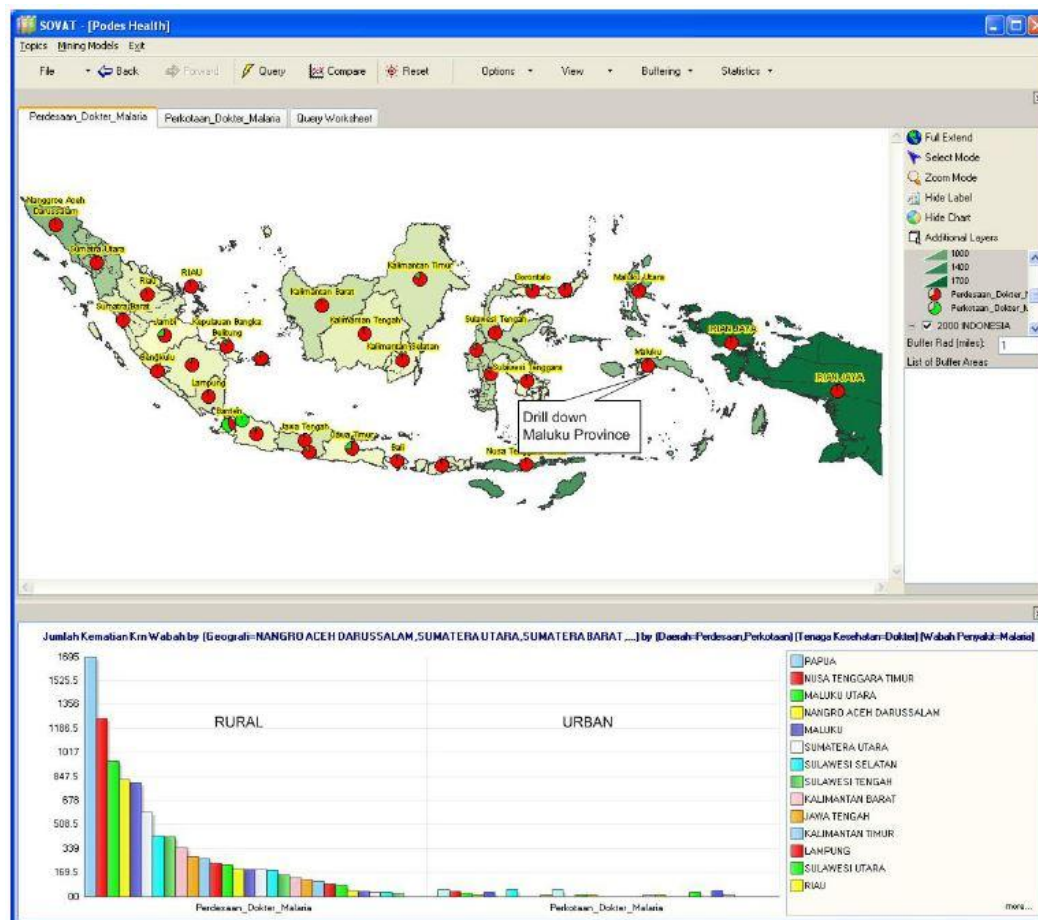 SOVAT - [Podes Health]
Topics Mining Models Exit
File Back Forward Query Compare Reset Options View Buffering Statistics
Perdesaan_Dokter_Malaria Perkotaan_Dokter_Malaria Query Worksheet
Full Extend
Select Mode
Zoom Mode
Hide Label
Hide Chart
Additional Layers
1000
1400
1700
Perdesaan_Dokter_
Perkotaan_Dokter_
2000 INDONESIA
Buffer Rad (miles): 1
List of Buffer Areas
Nanggroe Aceh
Darussalam
Sumatra Utara
RIAU
Riau
Sumatra Barat
Jambi
Kepulauan Bangka
Belitung
Bengkulu
Lampung
Banten
Jawa Tengah
Jawa Timur
Bali
Nusa Tengg
Kalimantan Timur
Kalimantan Barat
Kalimantan Tengah
Kalimantan Selatan
Gorontalo
Sulawesi Tengah
Sulawesi Tenggara
Maluku Utara
Maluku
IRIAN JAYA
IRIAN JAYA
Drill down
Maluku Province
Jumlah Kematian Krn Wabah by {Geografi=NANGRO ACEH DARUSSALAM,SUMATERA UTARA,SUMATERA BARAT ,...} by {Daerah=Perdesaan,Perkotaan} {Tenaga Kesehatan=Dokter} {Wabah Penyakit=Malaria}
1695
1525.5
1356
1186.5
1017
847.5
678
508.5
339
169.5
00
RURAL
URBAN
Perdesaan_Dokter_Malaria
Perkotaan_Dokter_Malaria
PAPUA
NUSA TENGGARA TIMUR
MALUKU UTARA
NANGRO ACEH DARUSSALAM
MALUKU
SUMATERA UTARA
SULAWESI SELATAN
SULAWESI TENGAH
KALIMANTAN BARAT
JAWA TENGAH
KALIMANTAN TIMUR
LAMPUNG
SULAWESI UTARA
RIAU
more...